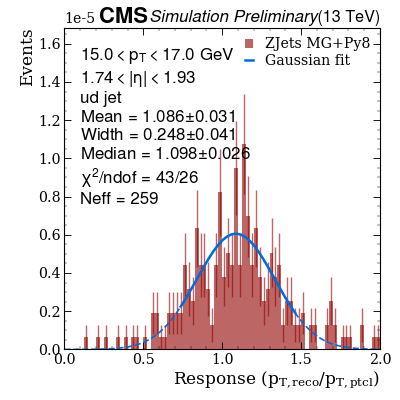 1e-5 CMS Simulation Preliminary (13 TeV)
Events
15.0 < pT < 17.0 GeV
1.74 < |η| < 1.93
ud jet
Mean = 1.086±0.031
Width = 0.248±0.041
Median = 1.098±0.026
χ²/ndof = 43/26
Neff = 259
ZJets MG+Py8
Gaussian fit
1.6
1.4
1.2
1.0
0.8
0.6
0.4
0.2
0.0
0.0 0.5 1.0 1.5 2.0
Response (pT,reco/pT,ptcl)